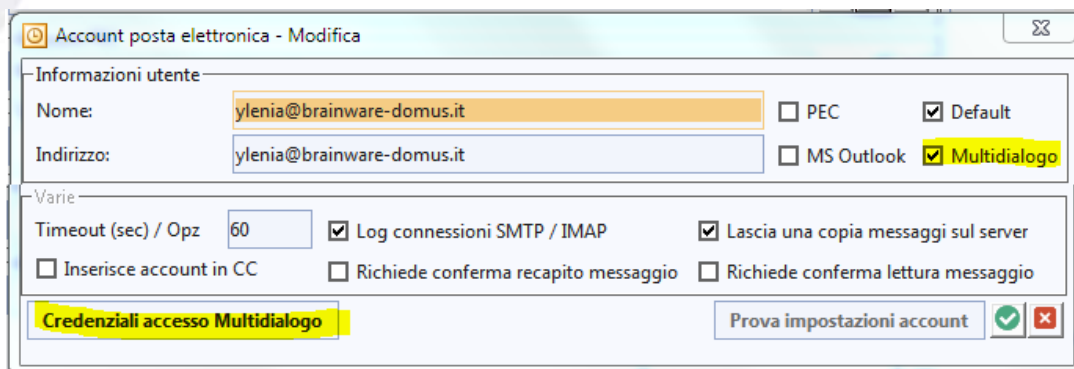 Account posta elettronica - Modifica
Informazioni utente
Nome: ylenia@brainware-domus.it PEC Default
Indirizzo: ylenia@brainware-domus.it MS Outlook Multidialogo
Varie
Timeout (sec) / Opz 60 Log connessioni SMTP / IMAP Lascia una copia messaggi sul server
Inserisce account in CC Richiede conferma recapito messaggio Richiede conferma lettura messaggio
Credenziali accesso Multidialogo Prova impostazioni account